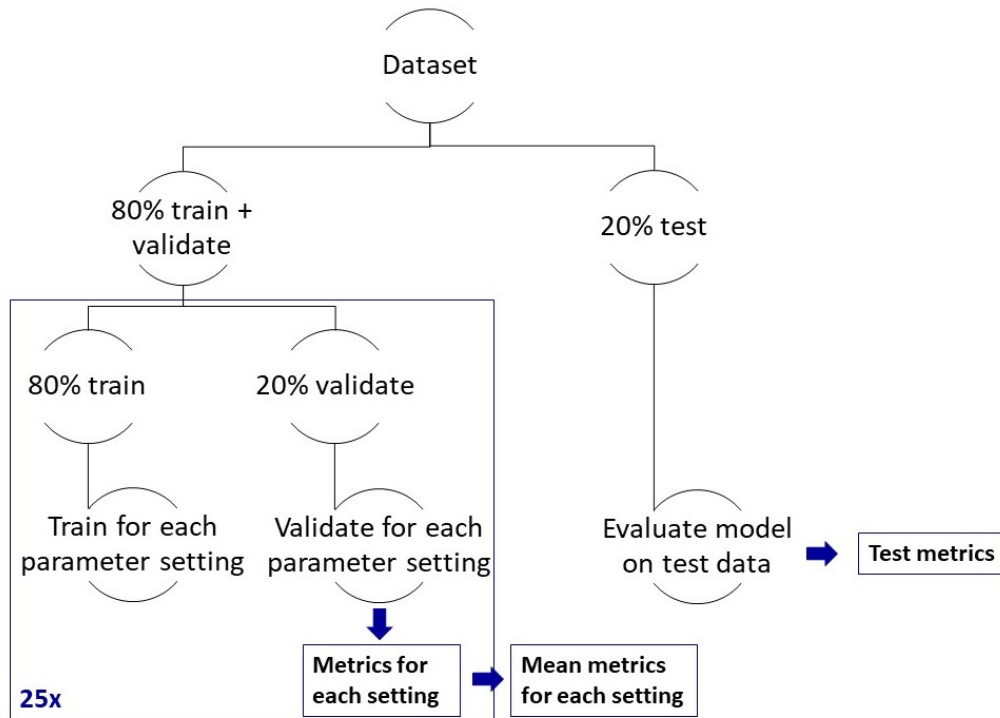 Dataset
80% train +
validate
20% test
80% train
20% validate
Train for each
parameter setting
Validate for each
parameter setting
Evaluate model
on test data
Test metrics
Metrics for
each setting
Mean metrics
for each setting
25x